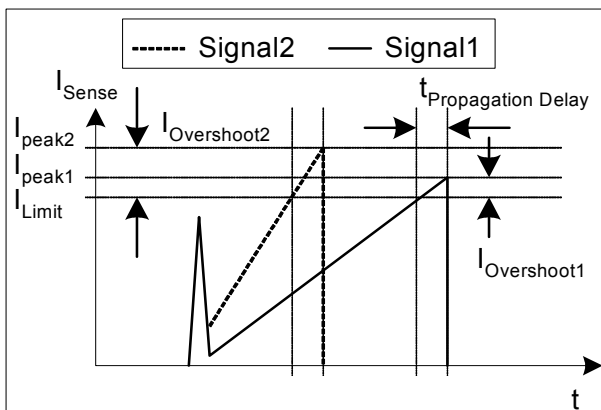 Signal2 Signal1
I_Sense
t_Propagation Delay
I_peak2
I_Overshoot2
I_peak1
I_Limit
I_Overshoot1
t